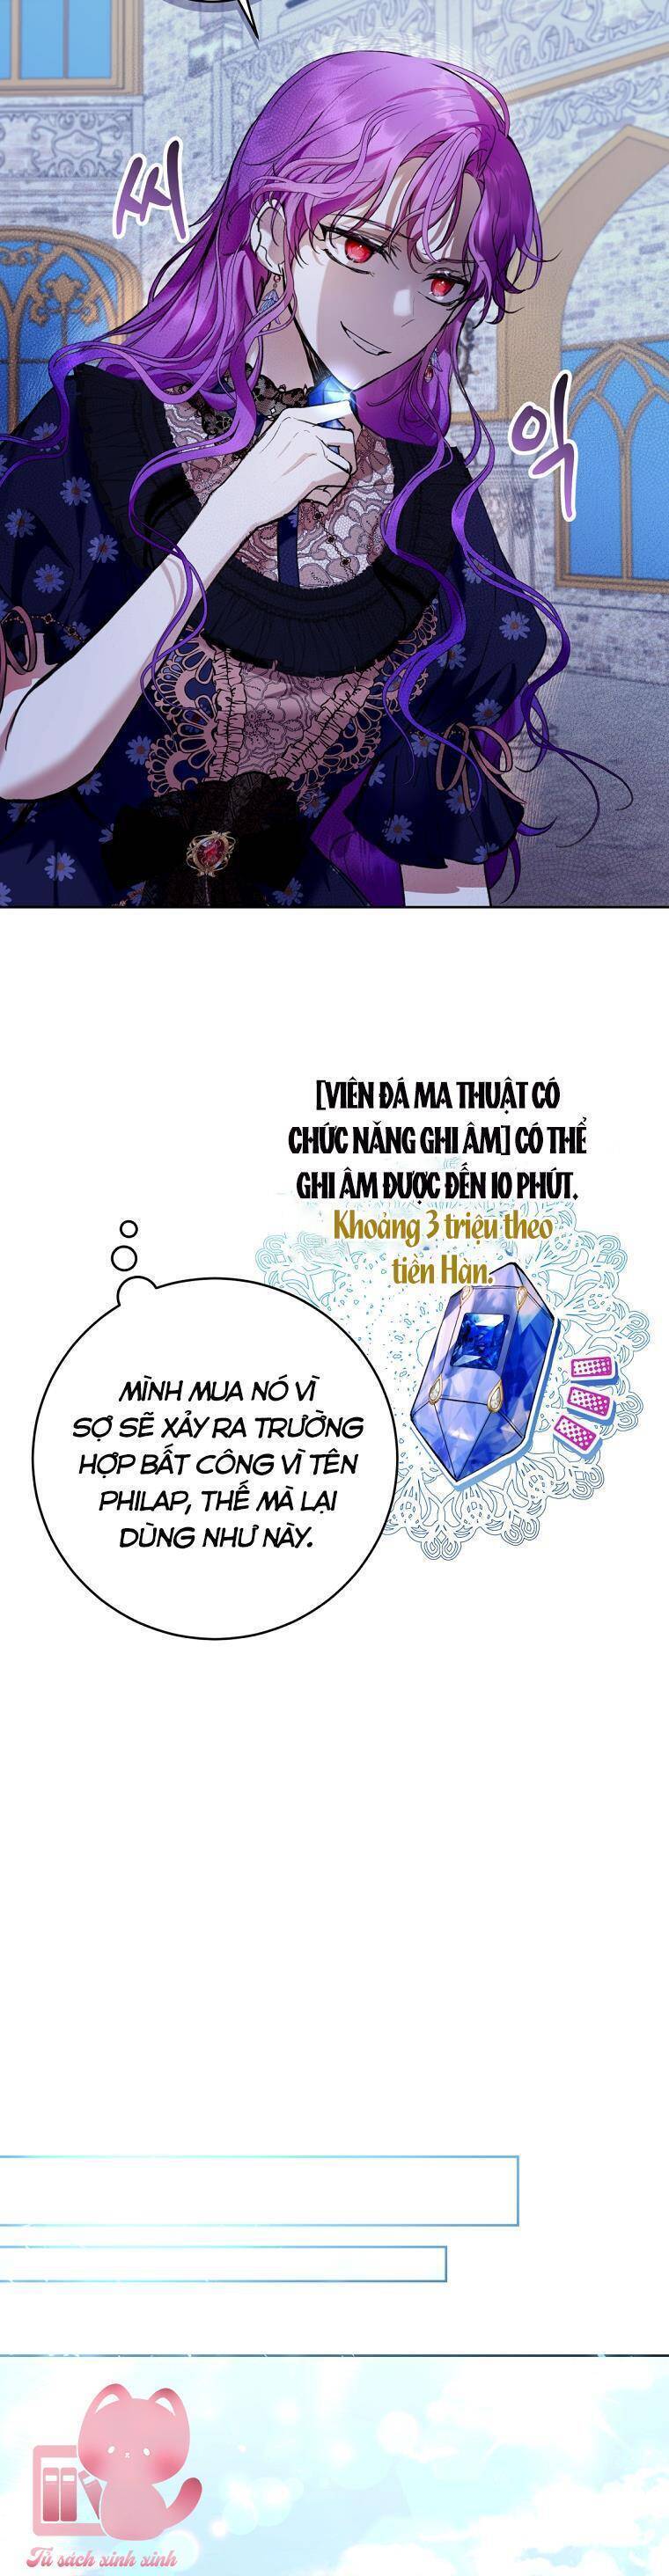 씨
익
[VIÊN ĐÁ MA THUẬT CÓ
CHỨC NĂNG GHI ÂM] CÓ THỂ
GHI ÂM ĐƯỢC ĐẾN 10 PHÚT.
Khoảng 3 triệu theo
tiền Hàn.
MÌNH MUA NÓ VÌ
SỢ SẼ XẢY RA TRƯỜNG
HỢP BẤT CÔNG VÌ TÊN
PHILAP, THẾ MÀ LẠI
DÙNG NHƯ NÀY.
Tủ sách xinh xinh